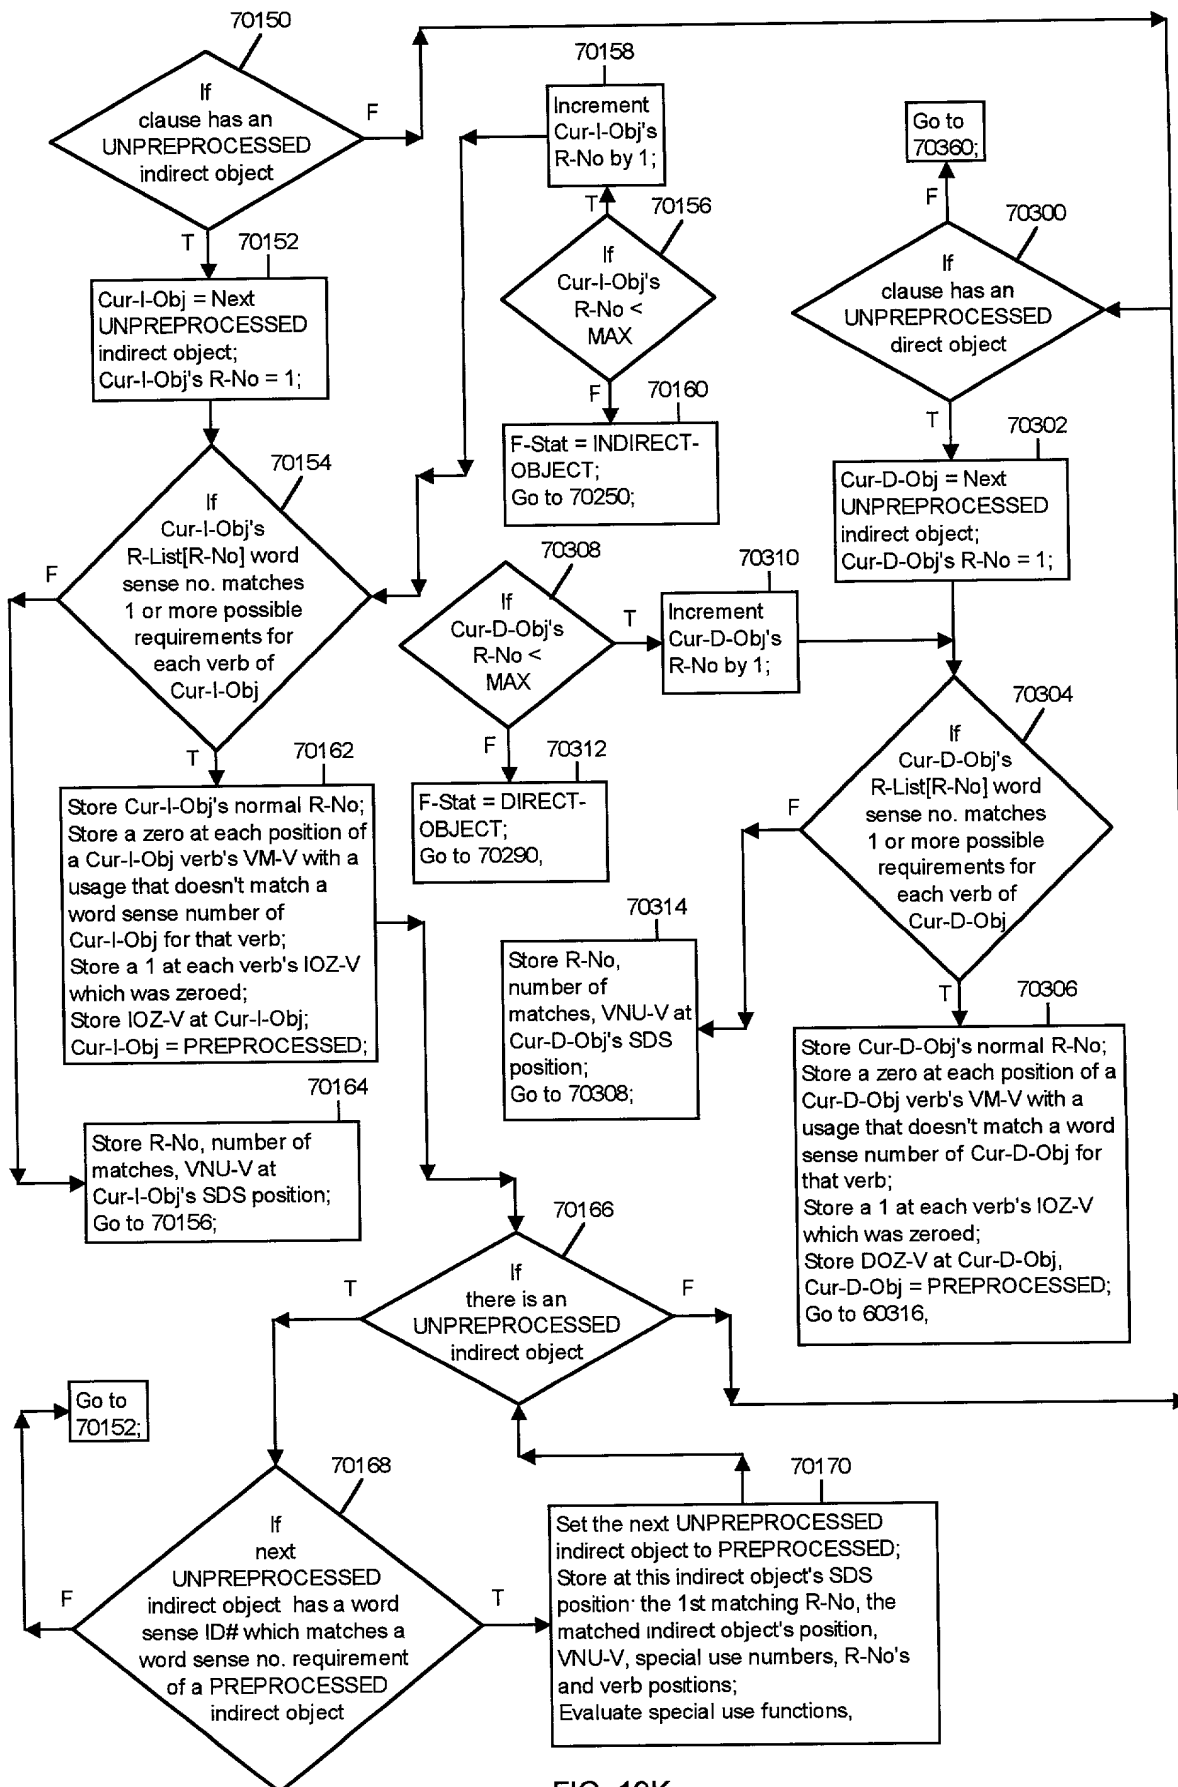 70150
If
clause has an
UNPREPROCESSED
indirect object
F
T
70152
Cur-I-Obj = Next
UNPREPROCESSED
indirect object;
Cur-I-Obj's R-No = 1;
70154
If
Cur-I-Obj's
R-List[R-No] word
sense no. matches
1 or more possible
requirements for
each verb of
Cur-I-Obj
F
T
70158
Increment
Cur-I-Obj's
R-No by 1;
T
70156
If
Cur-I-Obj's
R-No <
MAX
F
70160
F-Stat = INDIRECT-
OBJECT;
Go to 70250;
Go to
70360;
F
70300
If
clause has an
UNPREPROCESSED
direct object
T
70302
Cur-D-Obj = Next
UNPREPROCESSED
indirect object;
Cur-D-Obj's R-No = 1;
70308
If
Cur-D-Obj's
R-No <
MAX
T
F
70310
Increment
Cur-D-Obj's
R-No by 1;
70312
F-Stat = DIRECT-
OBJECT;
Go to 70290,
70304
If
Cur-D-Obj's
R-List[R-No] word
sense no. matches
1 or more possible
requirements for
each verb of
Cur-D-Obj
F
T
70162
Store Cur-I-Obj's normal R-No;
Store a zero at each position of
a Cur-I-Obj verb's VM-V with a
usage that doesn't match a
word sense number of
Cur-I-Obj for that verb;
Store a 1 at each verb's IOZ-V
which was zeroed;
Store IOZ-V at Cur-I-Obj;
Cur-I-Obj = PREPROCESSED;
70314
Store R-No,
number of
matches, VNU-V at
Cur-D-Obj's SDS
position;
Go to 70308;
70306
Store Cur-D-Obj's normal R-No;
Store a zero at each position of a
Cur-D-Obj verb's VM-V with a
usage that doesn't match a word
sense number of Cur-D-Obj for
that verb;
Store a 1 at each verb's IOZ-V
which was zeroed;
Store DOZ-V at Cur-D-Obj,
Cur-D-Obj = PREPROCESSED;
Go to 60316,
70164
Store R-No, number of
matches, VNU-V at
Cur-I-Obj's SDS position;
Go to 70156;
70166
If
there is an
UNPREPROCESSED
indirect object
T
F
Go to
70152;
70168
If
next
UNPREPROCESSED
indirect object has a word
sense ID# which matches a
word sense no. requirement
of a PREPROCESSED
indirect object
F
T
70170
Set the next UNPREPROCESSED
indirect object to PREPROCESSED;
Store at this indirect object's SDS
position: the 1st matching R-No, the
matched indirect object's position,
VNU-V, special use numbers, R-No's
and verb positions;
Evaluate special use functions,